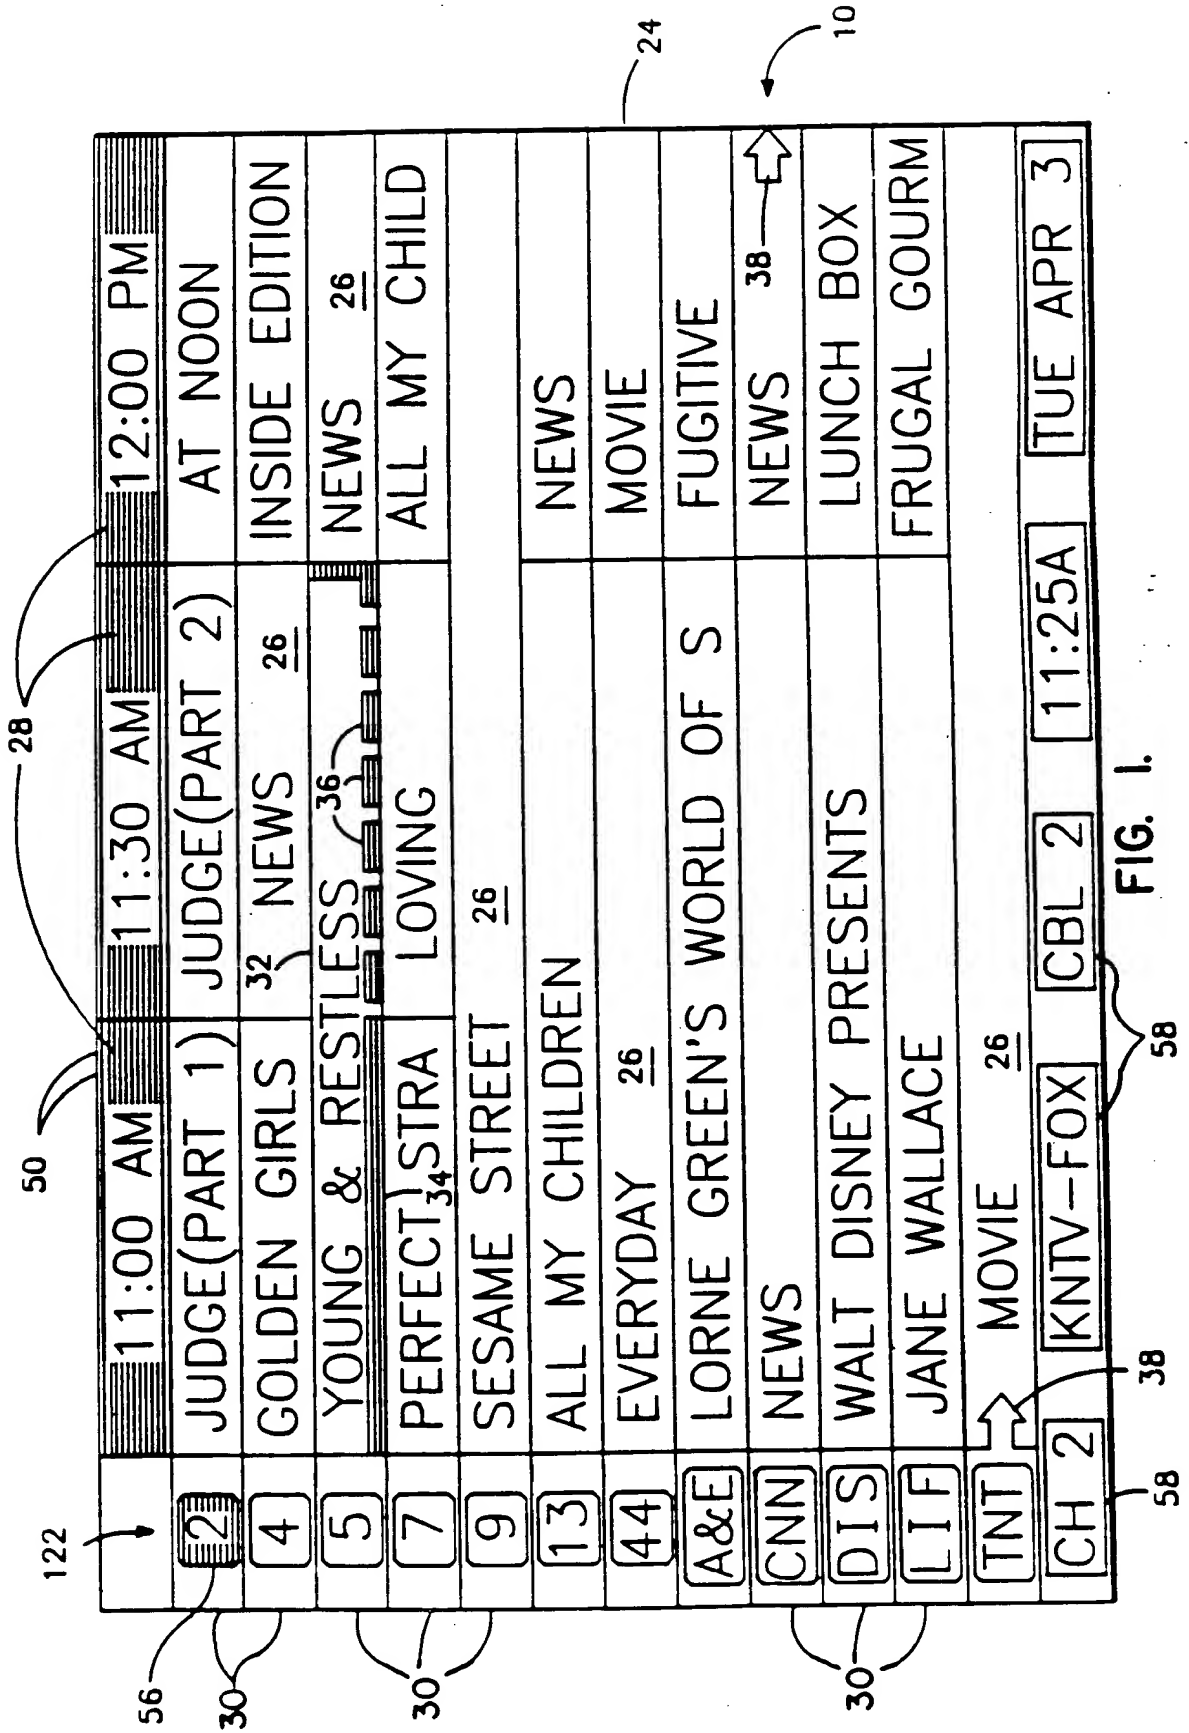 50
28
122
11:00 AM 11:30 AM 12:00 PM
56
2 JUDGE(PART 1) JUDGE(PART 2) AT NOON
24
30
4 GOLDEN GIRLS 32 NEWS 26 INSIDE EDITION
5 YOUNG & RESTLESS 36 NEWS 26
34
30
7 PERFECT STRA LOVING ALL MY CHILD
9 SESAME STREET 26
13 ALL MY CHILDREN NEWS
44 EVERYDAY 26 MOVIE
A&E LORNE GREEN'S WORLD OF S FUGITIVE
10
CNN NEWS NEWS 38
30
DIS WALT DISNEY PRESENTS LUNCH BOX
LIF JANE WALLACE FRUGAL GOURM
TNT MOVIE 26
CH 2 KNTV-FOX CBL 2 11:25A TUE APR 3
58 38 58
FIG. 1.